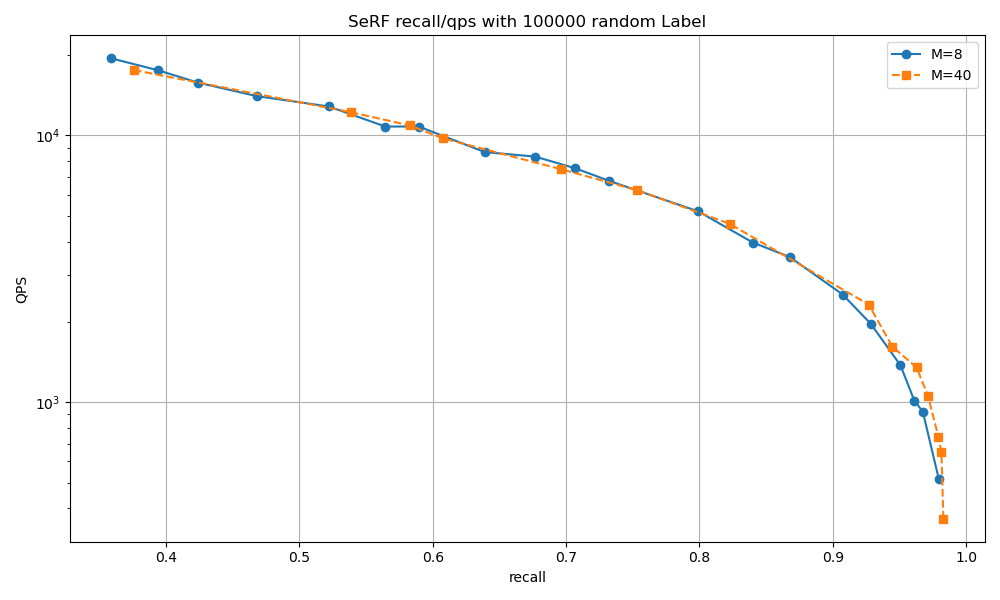 SeRF recall/qps with 100000 random Label
M=8
M=40
QPS
10⁴
10³
0.4 0.5 0.6 0.7 0.8 0.9 1.0
recall